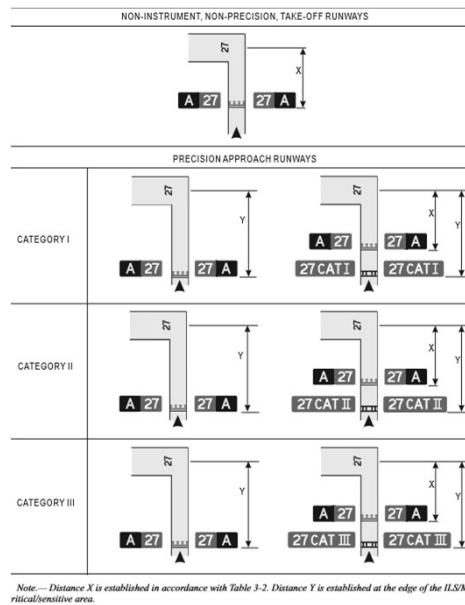 NON-INSTRUMENT, NON-PRECISION, TAKE-OFF RUNWAYS
27
X
A 27 27 A
PRECISION APPROACH RUNWAYS
CATEGORY I
27 27
Y X Y
A 27 27 A
A 27 27 A 27 CAT I 27 CAT I
CATEGORY II
27 27
Y X Y
A 27 27 A
A 27 27 A 27 CAT II 27 CAT II
CATEGORY III
27 27
Y X Y
A 27 27 A
A 27 27 A 27 CAT III 27 CAT III
Note.— Distance X is established in accordance with Table 3-2. Distance Y is established at the edge of the ILS/
ritical/sensitive area.